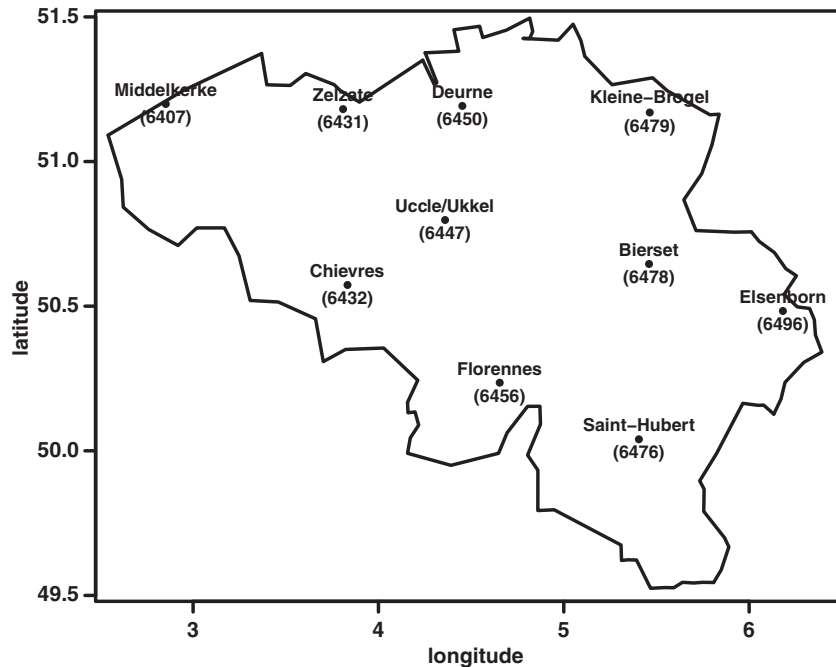 51.5
51.0
50.5
50.0
49.5
latitude
Middelkerke
(6407)
Zelzate
(6431)
Deurne
(6450)
Kleine−Brogel
(6479)
Uccle/Ukkel
(6447)
Bierset
(6478)
Chievres
(6432)
Elsenborn
(6496)
Florennes
(6456)
Saint−Hubert
(6476)
3
4
5
6
longitude